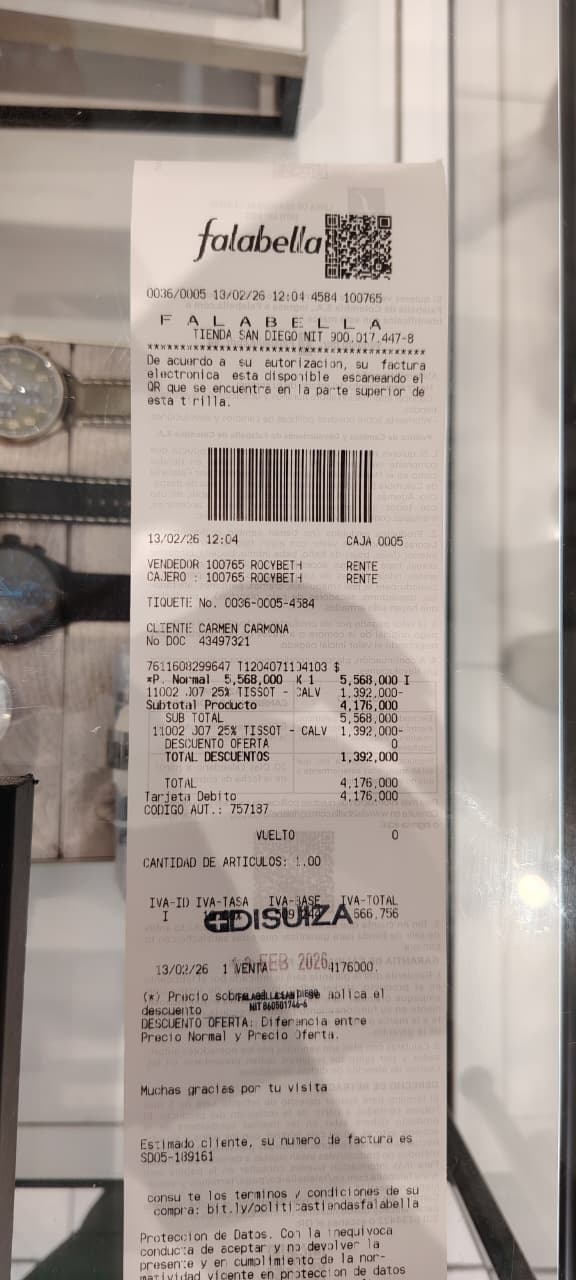 falabella
0036/0005 13/02/26 12:04 4584 100765
F A L A B E L L A
TIENDA SAN DIEGO NIT 900.017.447-8
******************************************
De acuerdo a su autorizacion, su factura
electronica esta disponible escaneando el
QR que se encuentra en la parte superior de
esta tirilla.
13/02/26 12:04 CAJA 0005
VENDEDOR 100765 ROCYBETH RENTE
CAJERO : 100765 ROCYBETH RENTE
TIQUETE No. 0036-0005-4584
CLIENTE CARMEN CARMONA
No DOC 43497321
7611608299647 T1204071104103 $
*P. Normal 5,568,000 X 1 5,568,000 I
11002 J07 25% TISSOT - CALV 1,392,000-
Subtotal Producto 4,176,000
SUB TOTAL 5,568,000
11002 J07 25% TISSOT - CALV 1,392,000-
DESCUENTO OFERTA 0
TOTAL DESCUENTOS 1,392,000
TOTAL 4,176,000
Tarjeta Debito 4,176,000
CODIGO AUT.: 757187
VUELTO 0
CANTIDAD DE ARTICULOS: 1.00
IVA-ID IVA-TASA IVA-BASE IVA-TOTAL
I 666,756
DISUIZA
13/02/26 1 VENTA 4176000.
FEB 2026
(*) Precio sobre el que se aplica el
FALABELLA SAN DIEGO
descuento
NIT 860501746-6
DESCUENTO OFERTA: Diferencia entre
Precio Normal y Precio Oferta.
Muchas gracias por tu visita
Estimado cliente, su numero de factura es
SD05-189161
consulte los terminos y condiciones de su
compra: bit.ly/politicastiendasfalabella
Proteccion de Datos. Con la inequivoca
conducta de aceptar y no devolver la
presente y en cumplimiento de la nor-
matividad vigente en proteccion de datos